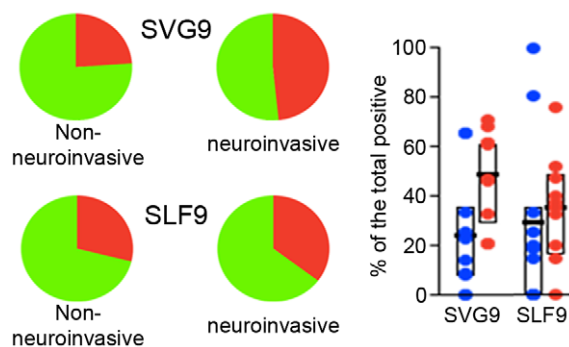 SVG9
Non-
neuroinvasive
neuroinvasive
SLF9
Non-
neuroinvasive
neuroinvasive
% of the total positive
100
80
60
40
20
0
SVG9 SLF9